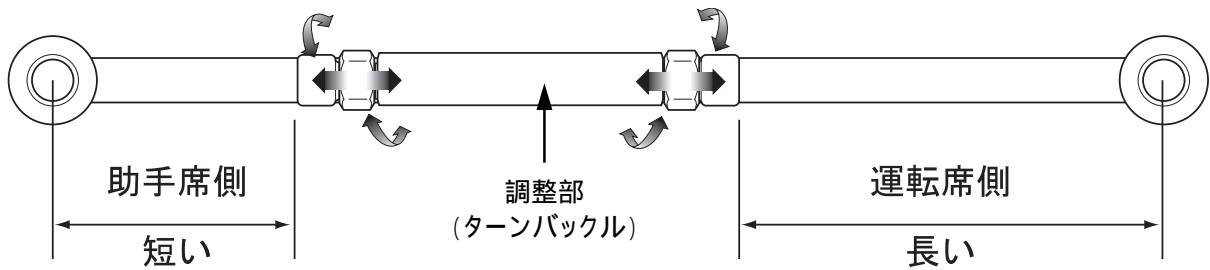 助手席側
短い
調整部
(ターンバックル)
運転席側
長い